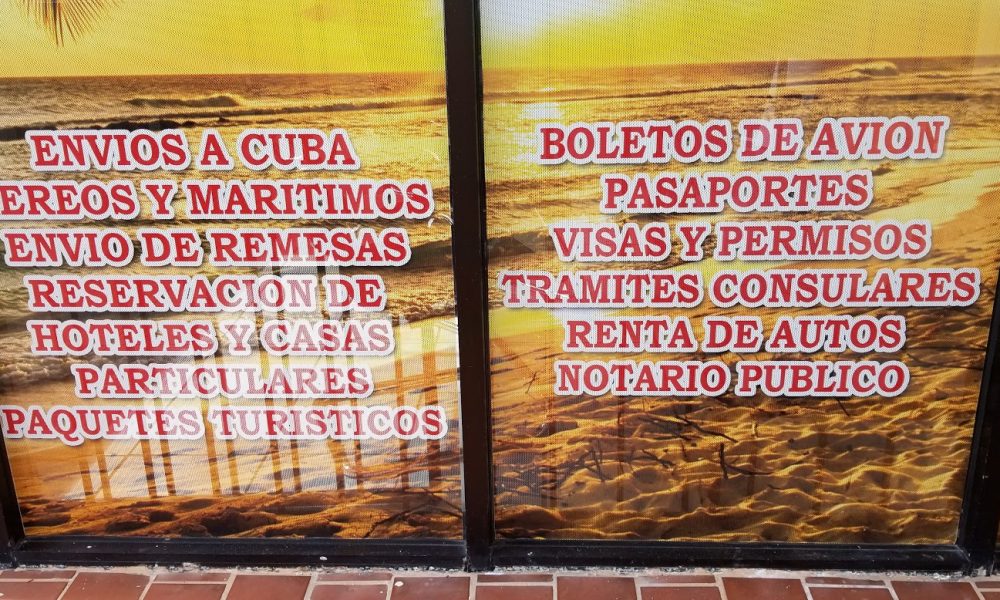 ENVIOS A CUBA
EREOS Y MARITIMOS
ENVIO DE REMESAS
RESERVACION DE
HOTELES Y CASAS
PARTICULARES
PAQUETES TURISTICOS
BOLETOS DE AVION
PASAPORTES
VISAS Y PERMISOS
TRAMITES CONSULARES
RENTA DE AUTOS
NOTARIO PUBLICO